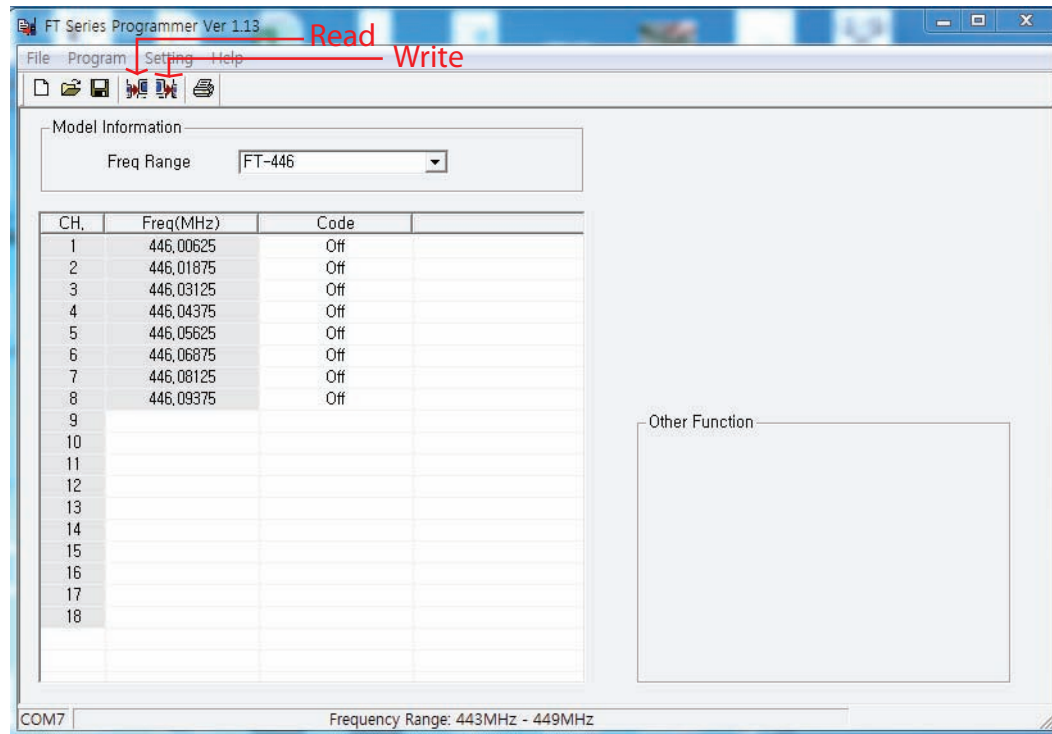 FT Series Programmer Ver 1.13
Read
File Program Setting Help
Write
Model Information
Freq Range FT-446
CH, Freq(MHz) Code
1 446,00625 Off
2 446,01875 Off
3 446,03125 Off
4 446,04375 Off
5 446,05625 Off
6 446,06875 Off
7 446,08125 Off
8 446,09375 Off
9
Other Function
10
11
12
13
14
15
16
17
18
COM7 Frequency Range: 443MHz - 449MHz